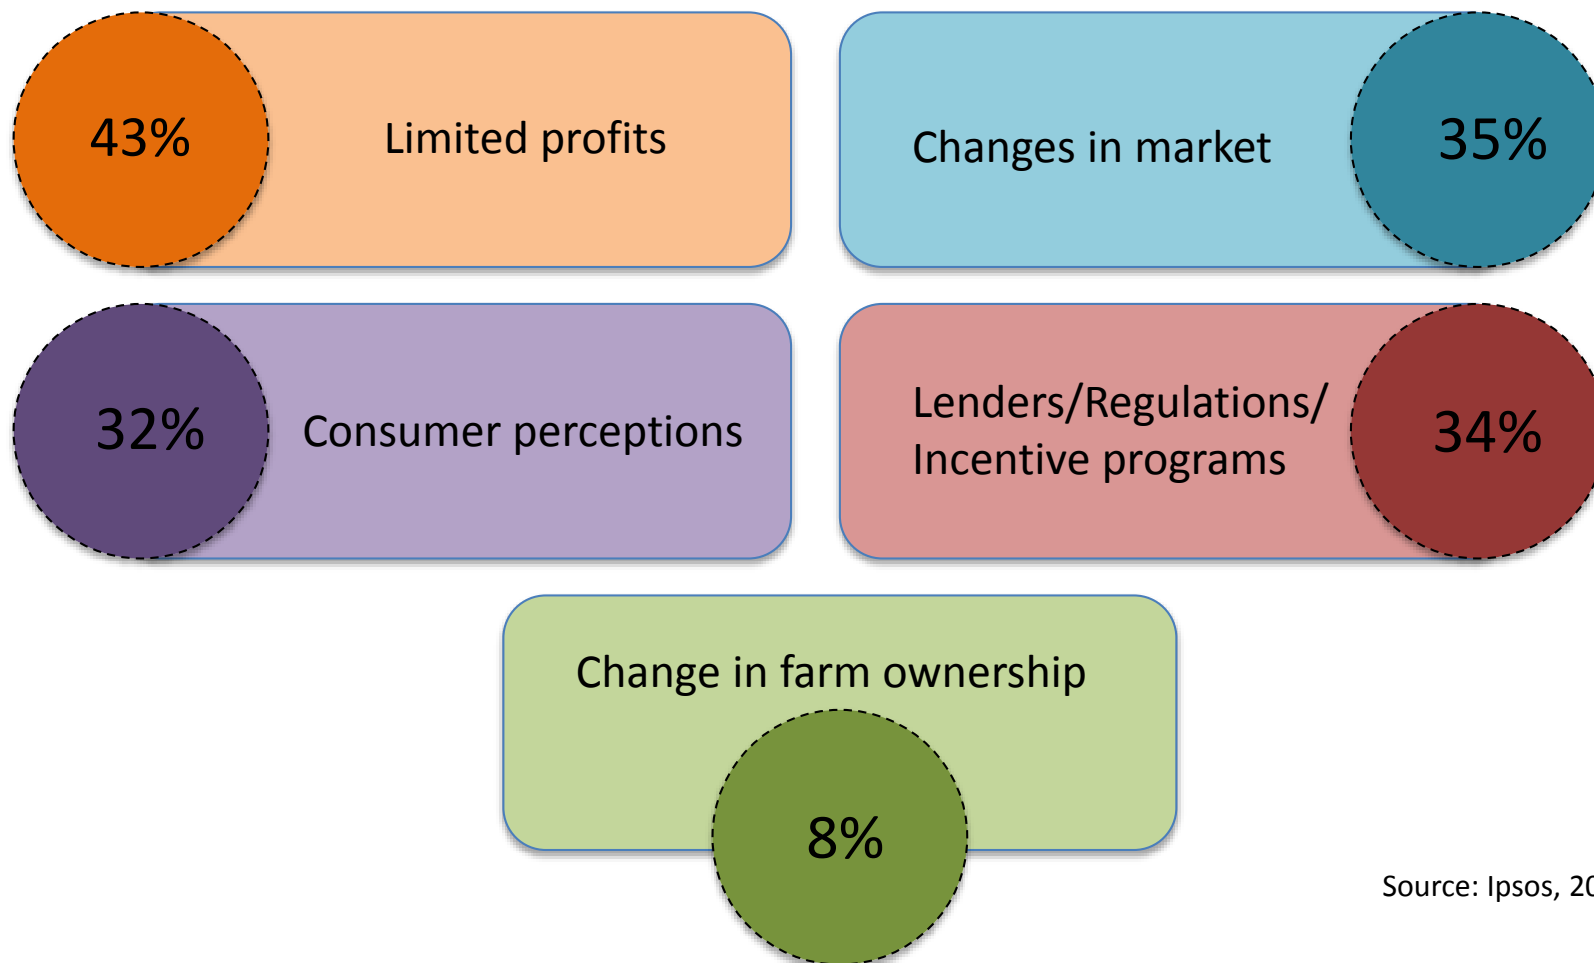 43%
Limited profits
Changes in market
35%
32%
Consumer perceptions
Lenders/Regulations/
Incentive programs
34%
Change in farm ownership
8%
Source: Ipsos, 20